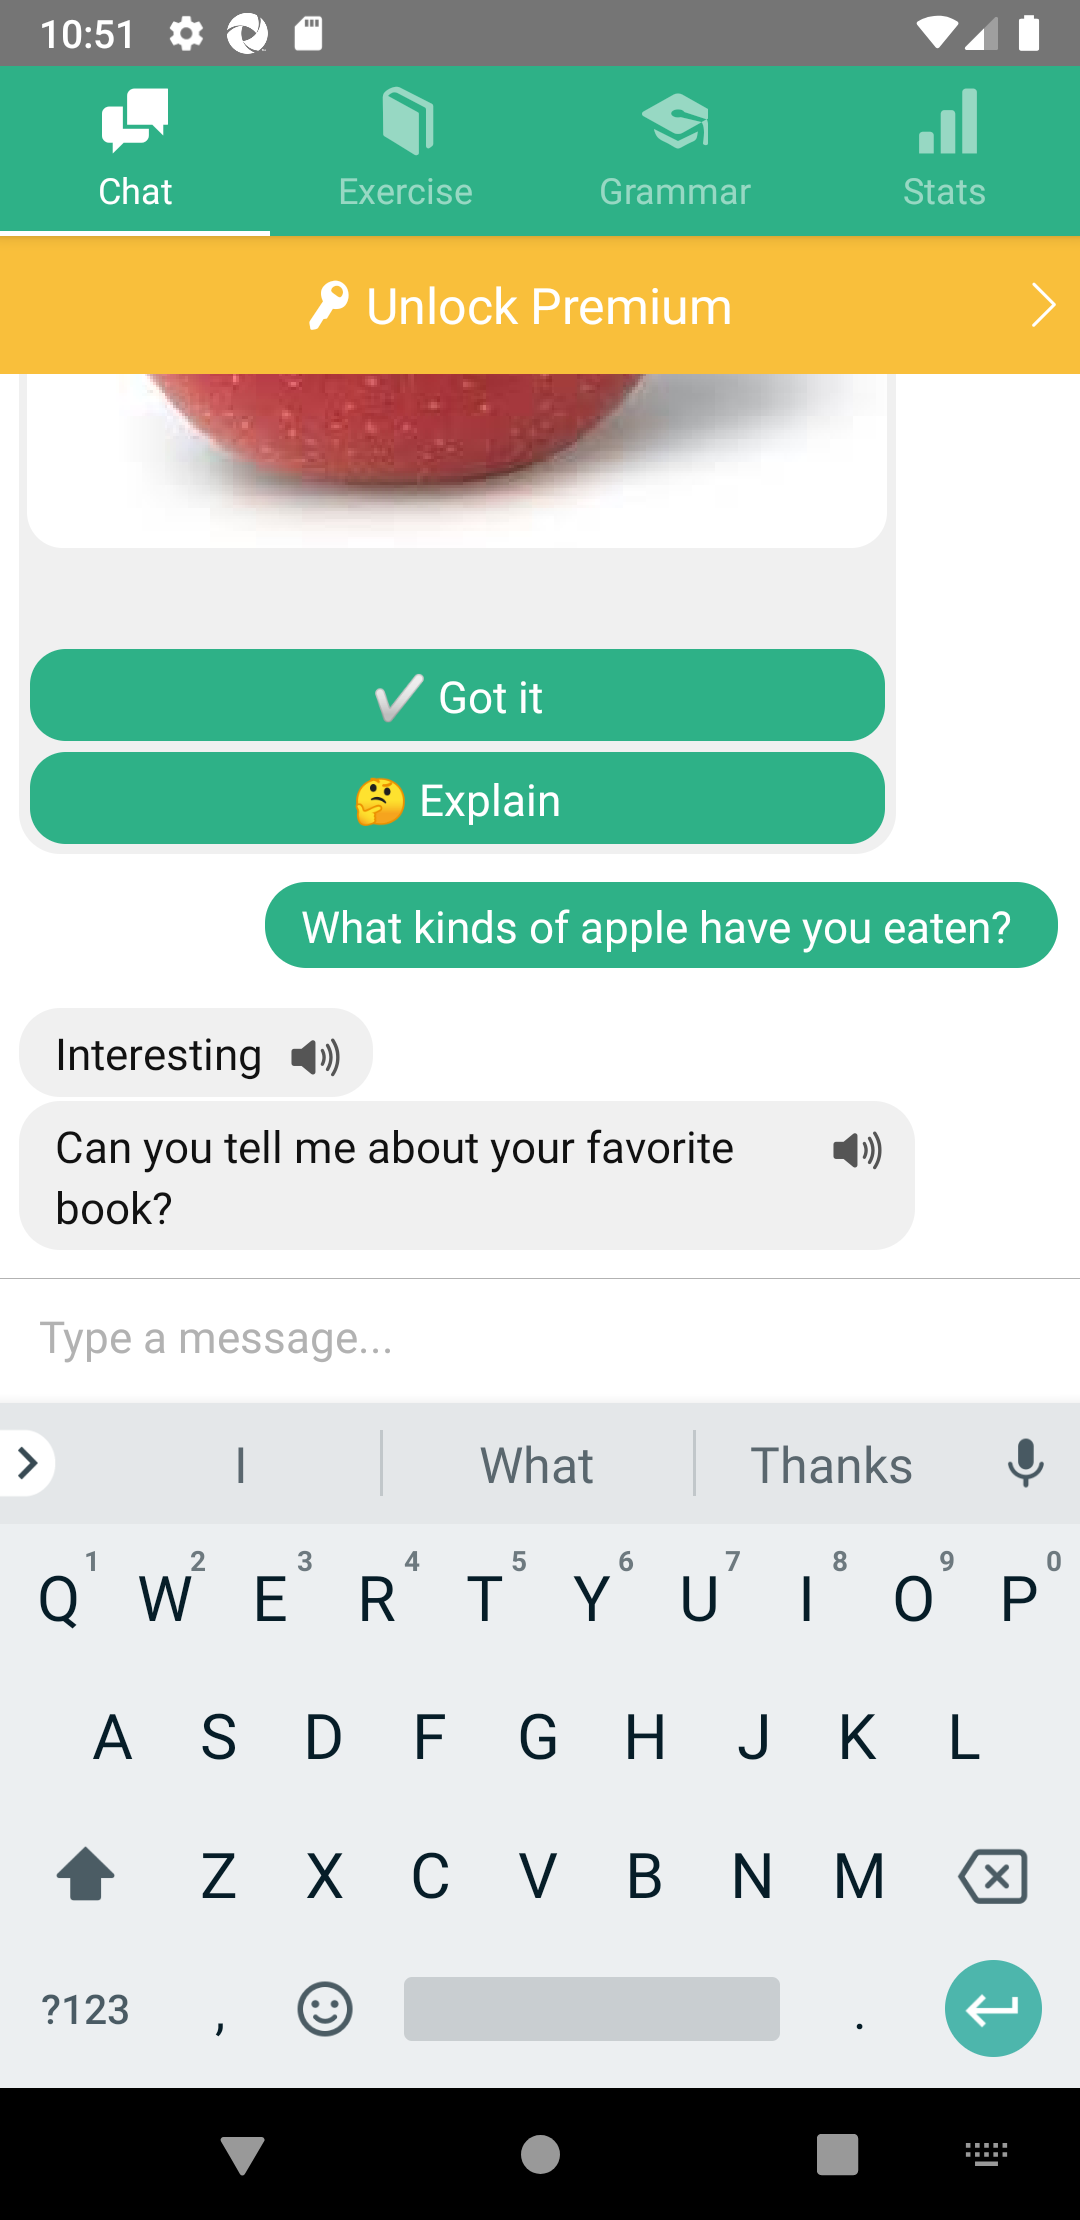 10:51
Chat
Exercise
Grammar
Stats
Unlock Premium
Got it
Explain
What kinds of apple have you eaten?
Interesting
Can you tell me about your favorite
book?
Type a message...
I
What
Thanks
1 2 3 4 5 6 7 8 9 0
Q W E R T Y U I O P
A S D F G H J K L
Z X C V B N M
?123 , .